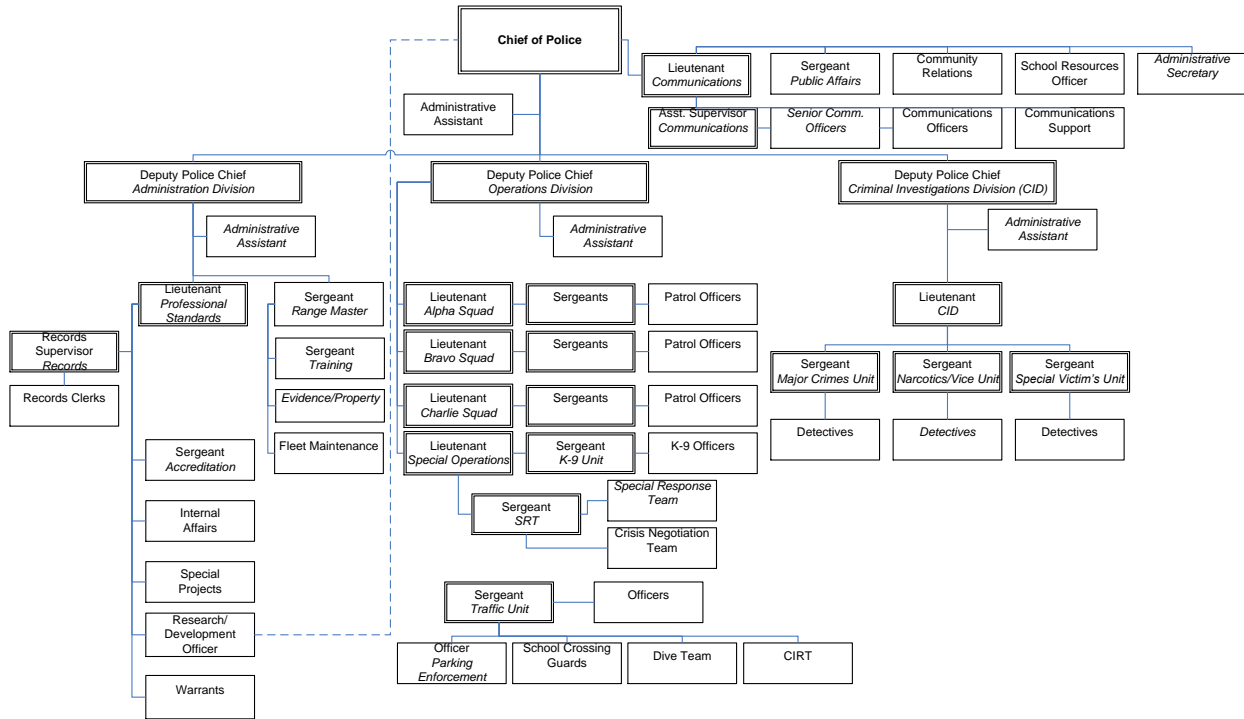 Chief of Police
Lieutenant
Communications
Sergeant
Public Affairs
Community
Relations
School Resources
Officer
Administrative
Secretary
Administrative
Assistant
Asst. Supervisor
Communications
Senior Comm.
Officers
Communications
Officers
Communications
Support
Deputy Police Chief
Administration Division
Deputy Police Chief
Operations Division
Deputy Police Chief
Criminal Investigations Division (CID)
Administrative
Assistant
Administrative
Assistant
Administrative
Assistant
Lieutenant
Professional
Standards
Sergeant
Range Master
Lieutenant
Alpha Squad
Sergeants
Patrol Officers
Lieutenant
CID
Records
Supervisor
Records
Sergeant
Training
Lieutenant
Bravo Squad
Sergeants
Patrol Officers
Sergeant
Major Crimes Unit
Sergeant
Narcotics/Vice Unit
Sergeant
Special Victim's Unit
Records Clerks
Evidence/Property
Lieutenant
Charlie Squad
Sergeants
Patrol Officers
Detectives
Detectives
Detectives
Sergeant
Accreditation
Fleet Maintenance
Lieutenant
Special Operations
Sergeant
K-9 Unit
K-9 Officers
Internal
Affairs
Sergeant
SRT
Special Response
Team
Crisis Negotiation
Team
Special
Projects
Sergeant
Traffic Unit
Officers
Research/
Development
Officer
Officer
Parking
Enforcement
School Crossing
Guards
Dive Team
CIRT
Warrants